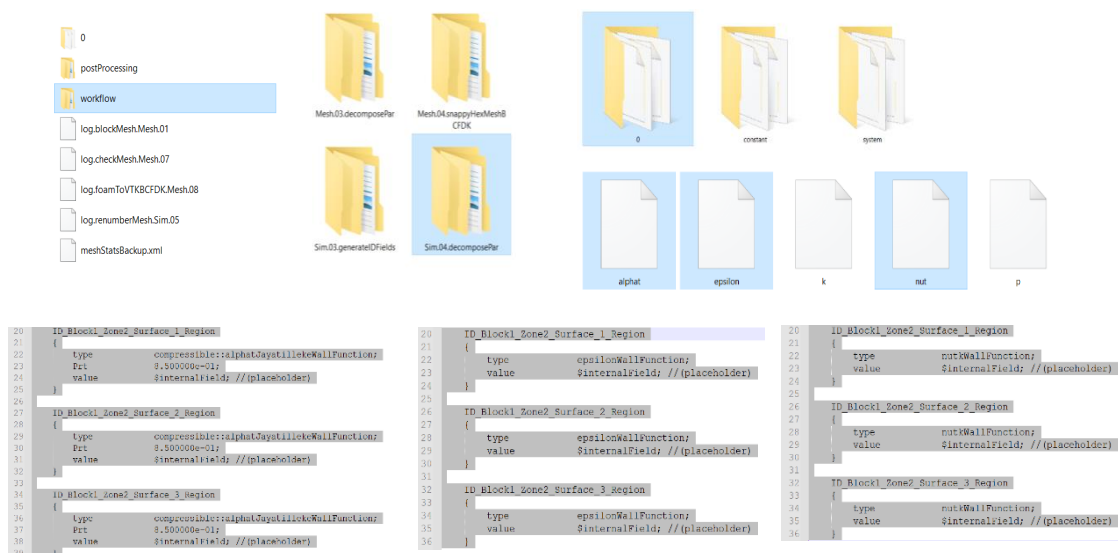 0
postProcessing
workflow
log.blockMesh.Mesh.01
log.checkMesh.Mesh.07
log.foamToVTKBCFDK.Mesh.08
log.renumberMesh.Sim.05
meshStatsBackup.xml
Mesh.03.decomposePar
Mesh.04.snappyHexMeshB
CFDK
Sim.03.generateIDFields
Sim.04.decomposePar
0
constant
system
alphat
epsilon
k
nut
p
20 ID_Block1_Zone2_Surface_1_Region
21 {
22 type compressible::alphatJayatillekeWallFunction;
23 Prt 8.500000e-01;
24 value $internalField; //(placeholder)
25 }
26
27 ID_Block1_Zone2_Surface_2_Region
28 {
29 type compressible::alphatJayatillekeWallFunction;
30 Prt 8.500000e-01;
31 value $internalField; //(placeholder)
32 }
33
34 ID_Block1_Zone2_Surface_3_Region
35 {
36 type compressible::alphatJayatillekeWallFunction;
37 Prt 8.500000e-01;
38 value $internalField; //(placeholder)
39 }
20 ID_Block1_Zone2_Surface_1_Region
21 {
22 type epsilonWallFunction;
23 value $internalField; //(placeholder)
24 }
25
26 ID_Block1_Zone2_Surface_2_Region
27 {
28 type epsilonWallFunction;
29 value $internalField; //(placeholder)
30 }
31
32 ID_Block1_Zone2_Surface_3_Region
33 {
34 type epsilonWallFunction;
35 value $internalField; //(placeholder)
36 }
20 ID_Block1_Zone2_Surface_1_Region
21 {
22 type nutkWallFunction;
23 value $internalField; //(placeholder)
24 }
25
26 ID_Block1_Zone2_Surface_2_Region
27 {
28 type nutkWallFunction;
29 value $internalField; //(placeholder)
30 }
31
32 ID_Block1_Zone2_Surface_3_Region
33 {
34 type nutkWallFunction;
35 value $internalField; //(placeholder)
36 }